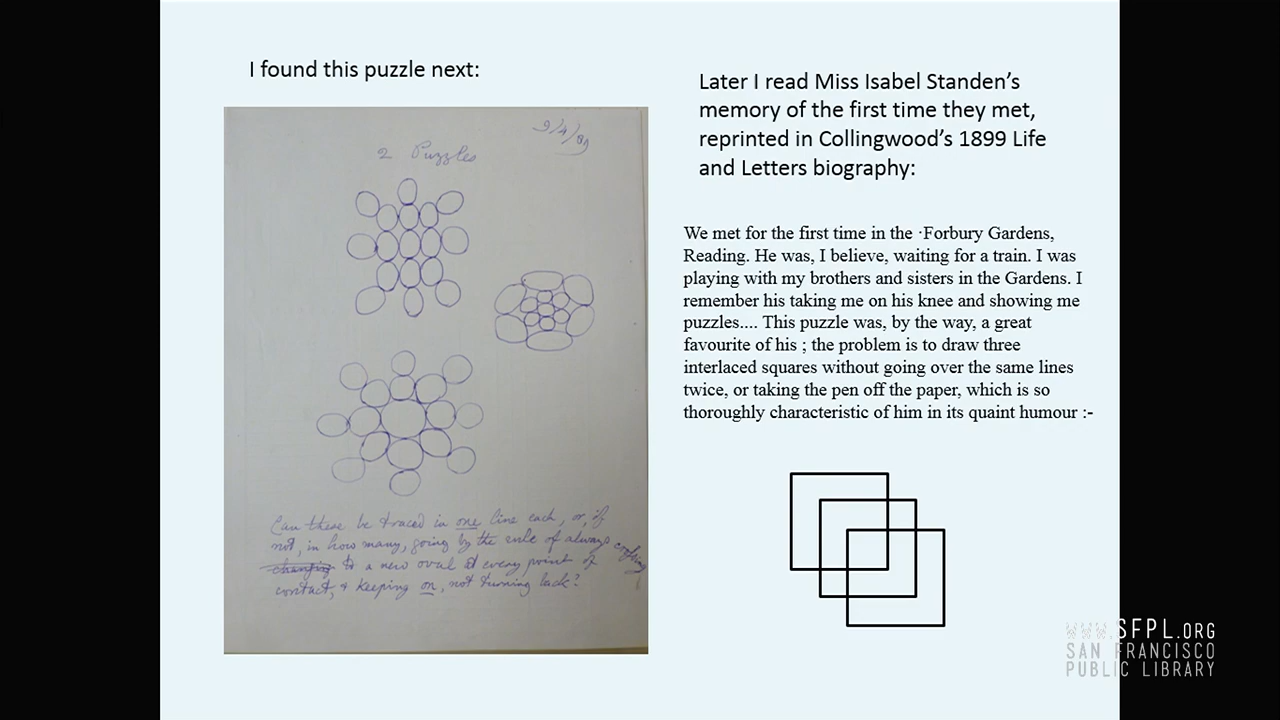 I found this puzzle next:
9/4/89
2 Puzzles
Can these be traced in one line each, or, if
not, in how many, going by the rule of always crossing
changing to a new oval at every point of
contact, & keeping on, not turning back?
Later I read Miss Isabel Standen's
memory of the first time they met,
reprinted in Collingwood's 1899 Life
and Letters biography:
We met for the first time in the ·Forbury Gardens,
Reading. He was, I believe, waiting for a train. I was
playing with my brothers and sisters in the Gardens. I
remember his taking me on his knee and showing me
puzzles.... This puzzle was, by the way, a great
favourite of his ; the problem is to draw three
interlaced squares without going over the same lines
twice, or taking the pen off the paper, which is so
thoroughly characteristic of him in its quaint humour :-
WWW.SFPL.ORG
SAN FRANCISCO
PUBLIC LIBRARY